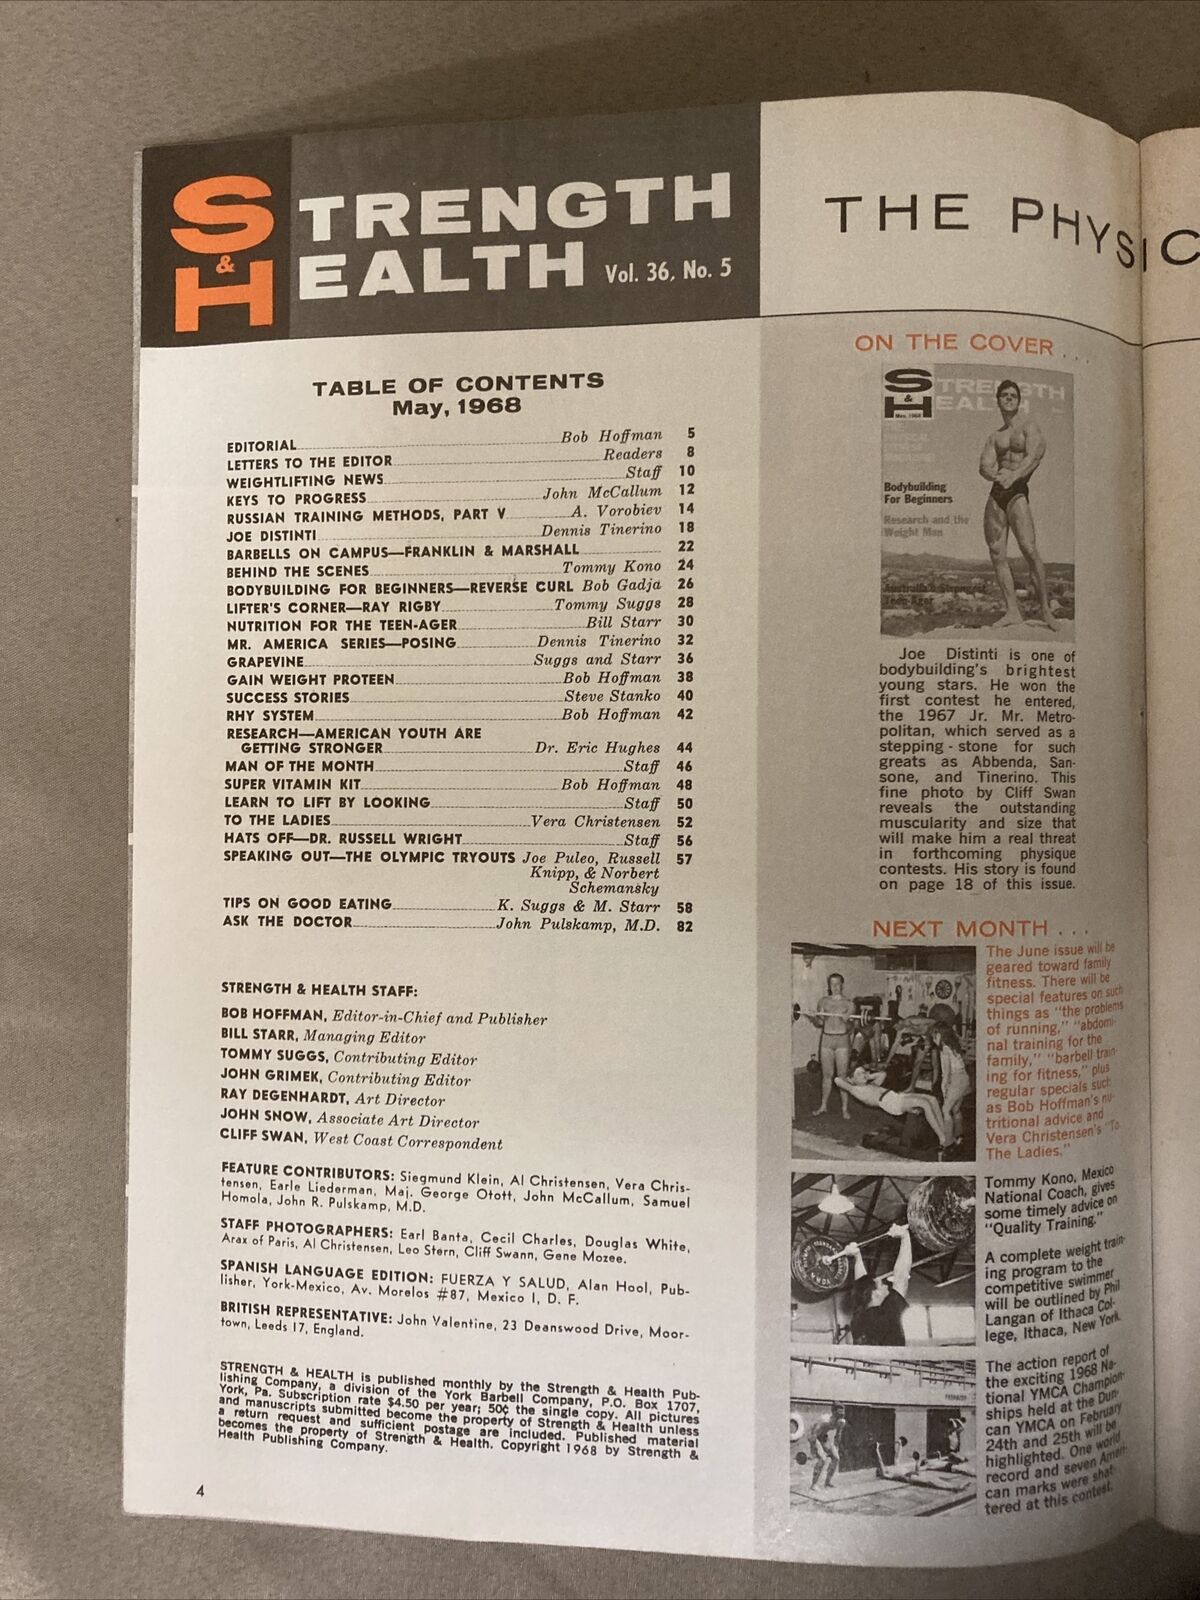 STRENGTH
&
HEALTH Vol. 36, No. 5
THE PHYSIC
TABLE OF CONTENTS
May, 1968
EDITORIAL Bob Hoffman 5
LETTERS TO THE EDITOR Readers 8
WEIGHTLIFTING NEWS Staff 10
KEYS TO PROGRESS John McCallum 12
RUSSIAN TRAINING METHODS, PART V A. Vorobiev 14
JOE DISTINTI Dennis Tinerino 18
BARBELLS ON CAMPUS—FRANKLIN & MARSHALL 22
BEHIND THE SCENES Tommy Kono 24
BODYBUILDING FOR BEGINNERS—REVERSE CURL Bob Gadja 26
LIFTER'S CORNER—RAY RIGBY Tommy Suggs 28
NUTRITION FOR THE TEEN-AGER Bill Starr 30
MR. AMERICA SERIES—POSING Dennis Tinerino 32
GRAPEVINE Suggs and Starr 36
GAIN WEIGHT PROTEEN Bob Hoffman 38
SUCCESS STORIES Steve Stanko 40
RHY SYSTEM Bob Hoffman 42
RESEARCH—AMERICAN YOUTH ARE
GETTING STRONGER Dr. Eric Hughes 44
MAN OF THE MONTH Staff 46
SUPER VITAMIN KIT Bob Hoffman 48
LEARN TO LIFT BY LOOKING Staff 50
TO THE LADIES Vera Christensen 52
HATS OFF—DR. RUSSELL WRIGHT Staff 56
SPEAKING OUT—THE OLYMPIC TRYOUTS Joe Puleo, Russell 57
Knipp, & Norbert
Schemansky
TIPS ON GOOD EATING K. Suggs & M. Starr 58
ASK THE DOCTOR John Pulskamp, M.D. 82
STRENGTH & HEALTH STAFF:
BOB HOFFMAN, Editor-in-Chief and Publisher
BILL STARR, Managing Editor
TOMMY SUGGS, Contributing Editor
JOHN GRIMEK, Contributing Editor
RAY DEGENHARDT, Art Director
JOHN SNOW, Associate Art Director
CLIFF SWAN, West Coast Correspondent
FEATURE CONTRIBUTORS: Siegmund Klein, Al Christensen, Vera Chris-
tensen, Earle Liederman, Maj. George Otott, John McCallum, Samuel
Homola, John R. Pulskamp, M.D.
STAFF PHOTOGRAPHERS: Earl Banta, Cecil Charles, Douglas White,
Arax of Paris, Al Christensen, Leo Stern, Cliff Swann, Gene Mozee.
SPANISH LANGUAGE EDITION: FUERZA Y SALUD, Alan Hool, Pub-
lisher, York-Mexico, Av. Morelos #87, Mexico I, D. F.
BRITISH REPRESENTATIVE: John Valentine, 23 Deanswood Drive, Moor-
town, Leeds 17, England.
STRENGTH & HEALTH is published monthly by the Strength & Health Pub-
lishing Company, a division of the York Barbell Company, P.O. Box 1707,
York, Pa. Subscription rate $4.50 per year; 50¢ the single copy. All pictures
and manuscripts submitted become the property of Strength & Health unless
a return request and sufficient postage are included. Published material
becomes the property of Strength & Health. Copyright 1968 by Strength &
Health Publishing Company.
4
ON THE COVER . . .
STRENGTH
&
HEALTH
May, 1968
Bodybuilding
For Beginners
Research and the
Weight Man
Teen-Ager
Joe Distinti is one of
bodybuilding's brightest
young stars. He won the
first contest he entered,
the 1967 Jr. Mr. Metro-
politan, which served as a
stepping-stone for such
greats as Abbenda, San-
sone, and Tinerino. This
fine photo by Cliff Swan
reveals the outstanding
muscularity and size that
will make him a real threat
in forthcoming physique
contests. His story is found
on page 18 of this issue.
NEXT MONTH . . .
The June issue will be
geared toward family
fitness. There will be
special features on such
things as "the problems
of running," "abdomi-
nal training for the
family," "barbell train-
ing for fitness," plus
regular specials such
as Bob Hoffman's nu-
tritional advice and
Vera Christensen's "To
The Ladies."
Tommy Kono, Mexico
National Coach, gives
some timely advice on
"Quality Training."
A complete weight train-
ing program to the
competitive swimmer
will be outlined by Phil
Langan of Ithaca Col-
lege, Ithaca, New York.
The action report of
the exciting 1968 Na-
tional YMCA Champion-
ships held at the Dun-
can YMCA on February
24th and 25th will be
highlighted. One world
record and seven Ameri-
can marks were shat-
tered at this contest.